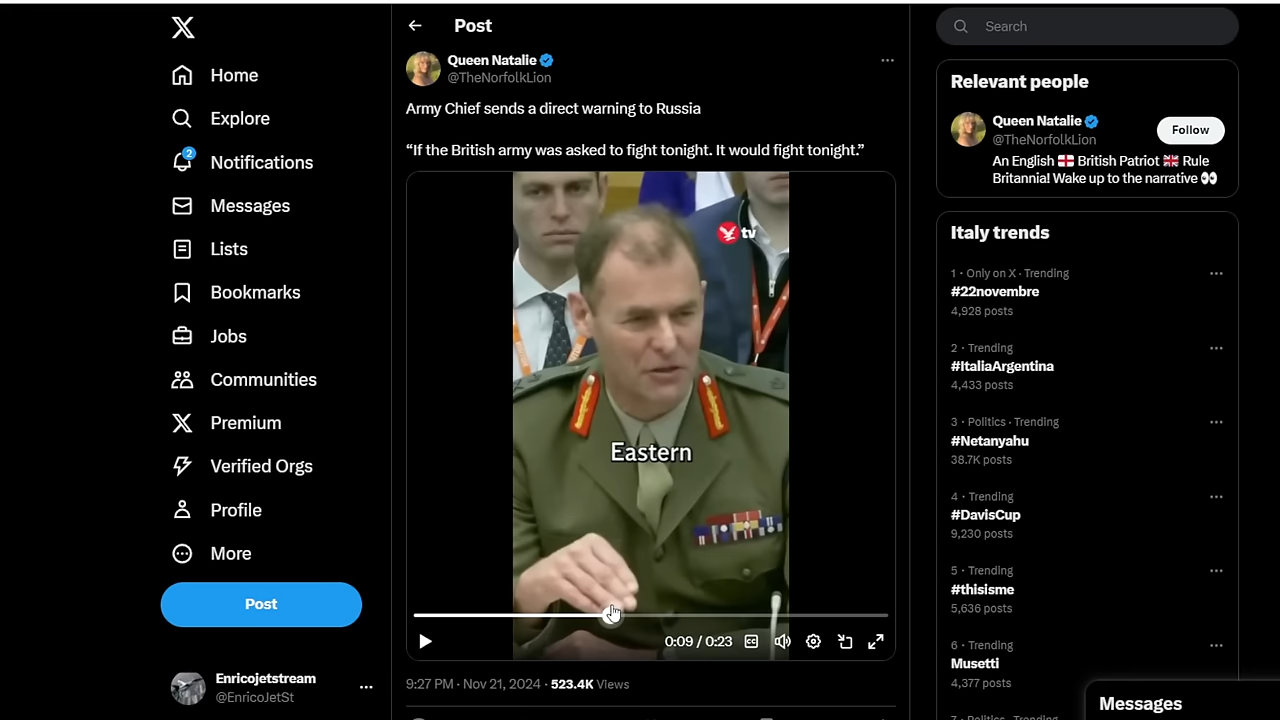 Home
Explore
2
Notifications
Messages
Lists
Bookmarks
Jobs
Communities
Premium
Verified Orgs
Profile
More
Post
Enricojetstream
@EnricoJetSt
Post
Queen Natalie
@TheNorfolkLion
Army Chief sends a direct warning to Russia
“If the British army was asked to fight tonight. It would fight tonight.”
tv
Eastern
0:09 / 0:23
CC
9:27 PM · Nov 21, 2024 · 523.4K Views
Search
Relevant people
Queen Natalie
@TheNorfolkLion
Follow
An English 🏴󠁧󠁢󠁥󠁮󠁧󠁿 British Patriot 🇬🇧 Rule
Britannia! Wake up to the narrative 👀
Italy trends
1 · Only on X · Trending
#22novembre
4,928 posts
2 · Trending
#ItaliaArgentina
4,433 posts
3 · Politics · Trending
#Netanyahu
38.7K posts
4 · Trending
#DavisCup
9,230 posts
5 · Trending
#thisisme
5,636 posts
6 · Trending
Musetti
4,377 posts
7 · Politics · Trending
Messages